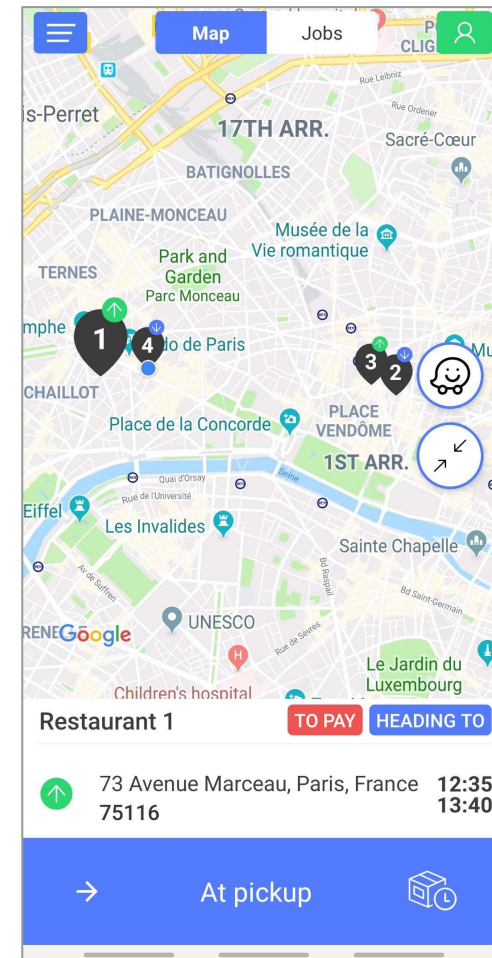 Map
Jobs
CLIG
Rue Leibniz
is-Perret
Rue Ordener
17TH ARR.
Sacré-Cœur
BATIGNOLLES
PLAINE-MONCEAU
Musée de la
Vie romantique
Park and
Garden
Parc Monceau
TERNES
mphe
1
4
do de Paris
3
2
Mu
CHAILLOT
PLACE
VENDÔME
Place de la Concorde
1ST ARR.
Quai d'Orsay
Seine
Rue de l'Université
Eiffel
Les Invalides
Sainte Chapelle
Av. de Suffren
Bd Raspail
Bd Saint-Germain
UNESCO
RENE
Google
Rue de Sèvres
H
Le Jardin du
Luxembourg
Children's hospital
Restaurant 1
TO PAY
HEADING TO
73 Avenue Marceau, Paris, France
12:35
75116
13:40
At pickup